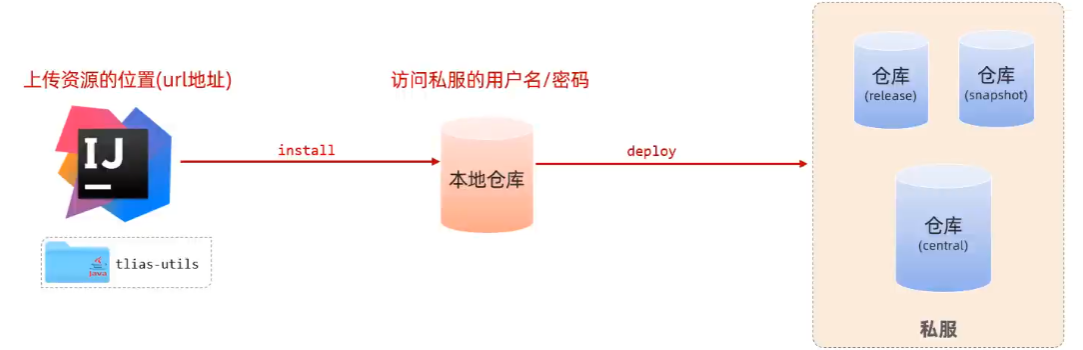 上传资源的位置(url地址)
IJ
java
tlias-utils
install
访问私服的用户名/密码
本地仓库
deploy
仓库
(release)
仓库
(snapshot)
仓库
(central)
私服